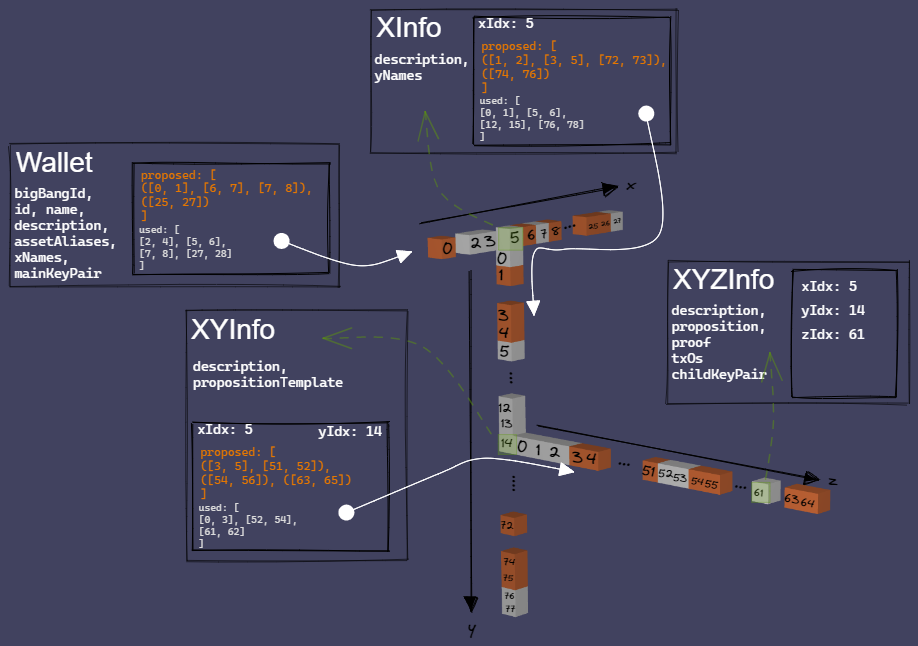 XInfo
description,
yNames
xIdx: 5
proposed: [
([1, 2], [3, 5], [72, 73]),
([74, 76])
]
used: [
[0, 1], [5, 6],
[12, 15], [76, 78]
]
Wallet
bigBangId,
id, name,
description,
assetAliases,
xNames,
mainKeyPair
proposed: [
([0, 1], [6, 7], [7, 8]),
([25, 27])
]
used: [
[2, 4], [5, 6],
[7, 8], [27, 28]
]
x
0 2 3 5 6 7 8 ... 25 26 27
0
1
3
4
5
...
12
13
14 0 1 2 3 4 ... 51 52 53 54 55 ... 61 63 64
z
...
72
74
75
76
77
y
XYZInfo
description,
proposition,
proof
txOs
childKeyPair
xIdx: 5
yIdx: 14
zIdx: 61
XYInfo
description,
propositionTemplate
xIdx: 5 yIdx: 14
proposed: [
([3, 5], [51, 52]),
([54, 56]), ([63, 65])
]
used: [
[0, 3], [52, 54],
[61, 62]
]